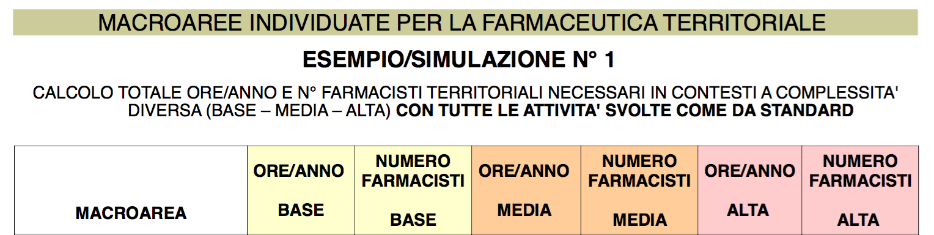 MACROAREE INDIVIDUATE PER LA FARMACEUTICA TERRITORIALE
ESEMPIO/SIMULAZIONE N° 1
CALCOLO TOTALE ORE/ANNO E N° FARMACISTI TERRITORIALI NECESSARI IN CONTESTI A COMPLESSITA'
DIVERSA (BASE – MEDIA – ALTA) CON TUTTE LE ATTIVITA' SVOLTE COME DA STANDARD
MACROAREA
ORE/ANNO
BASE
NUMERO
FARMACISTI
BASE
ORE/ANNO
MEDIA
NUMERO
FARMACISTI
MEDIA
ORE/ANNO
ALTA
NUMERO
FARMACISTI
ALTA